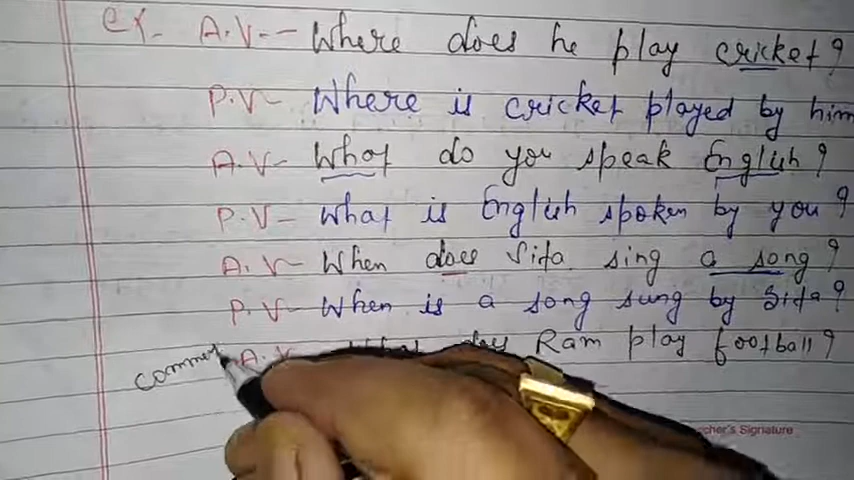 ex- A.V- Where does he play cricket?
P.V- Where is cricket played by him
A.V- What do you speak English?
P.V- What is English spoken by you?
A.V- When does Sita sing a song?
P.V- When is a song sung by Sita?
A.V Ram play football?
Signature